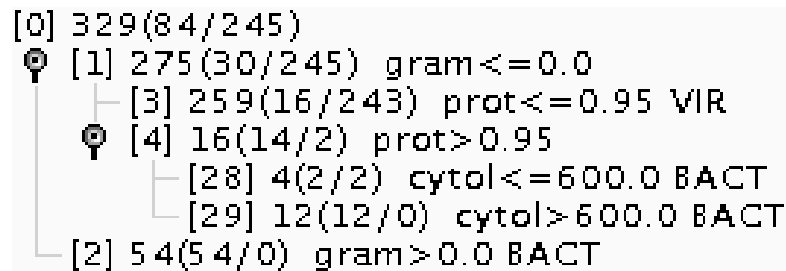 [0] 329(84/245)
[1] 275(30/245) gram<=0.0
[3] 259(16/243) prot<=0.95 VIR
[4] 16(14/2) prot>0.95
[28] 4(2/2) cytol<=600.0 BACT
[29] 12(12/0) cytol>600.0 BACT
[2] 54(54/0) gram>0.0 BACT